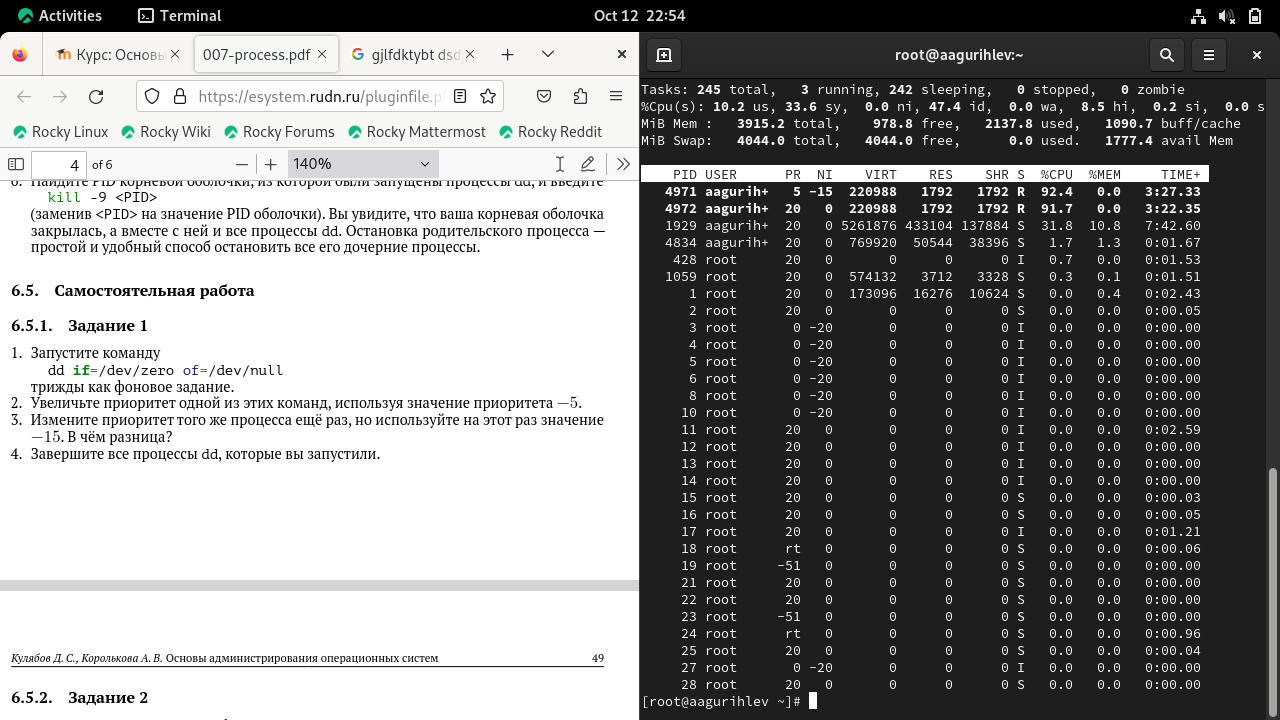 Activities
Terminal
Oct 12 22:54
Курс: Основы
007-process.pdf
gjlfdktybt dsd
https://esystem.rudn.ru/pluginfile.p
Rocky Linux
Rocky Wiki
Rocky Forums
Rocky Mattermost
Rocky Reddit
4 of 6
140%
6. Найдите PID корневой оболочки, из которой были запущены процессы dd, и введите
kill -9 <PID>
(заменив <PID> на значение PID оболочки). Вы увидите, что ваша корневая оболочка
закрылась, а вместе с ней и все процессы dd. Остановка родительского процесса —
простой и удобный способ остановить все его дочерние процессы.
6.5. Самостоятельная работа
6.5.1. Задание 1
1. Запустите команду
dd if=/dev/zero of=/dev/null
трижды как фоновое задание.
2. Увеличьте приоритет одной из этих команд, используя значение приоритета −5.
3. Измените приоритет того же процесса ещё раз, но используйте на этот раз значение
−15. В чём разница?
4. Завершите все процессы dd, которые вы запустили.
Кулябов Д. С., Королькова А. В. Основы администрирования операционных систем 49
6.5.2. Задание 2
root@aagurihlev:~
Tasks: 245 total, 3 running, 242 sleeping, 0 stopped, 0 zombie
%Cpu(s): 10.2 us, 33.6 sy, 0.0 ni, 47.4 id, 0.0 wa, 8.5 hi, 0.2 si, 0.0 s
MiB Mem : 3915.2 total, 978.8 free, 2137.8 used, 1090.7 buff/cache
MiB Swap: 4044.0 total, 4044.0 free, 0.0 used. 1777.4 avail Mem
PID USER PR NI VIRT RES SHR S %CPU %MEM TIME+
4971 aagurih+ 5 -15 220988 1792 1792 R 92.4 0.0 3:27.33
4972 aagurih+ 20 0 220988 1792 1792 R 91.7 0.0 3:22.35
1929 aagurih+ 20 0 5261876 433104 137884 S 31.8 10.8 7:42.60
4834 aagurih+ 20 0 769920 50544 38396 S 1.7 1.3 0:01.67
428 root 20 0 0 0 0 I 0.7 0.0 0:01.53
1059 root 20 0 574132 3712 3328 S 0.3 0.1 0:01.51
1 root 20 0 173096 16276 10624 S 0.0 0.4 0:02.43
2 root 20 0 0 0 0 S 0.0 0.0 0:00.05
3 root 0 -20 0 0 0 I 0.0 0.0 0:00.00
4 root 0 -20 0 0 0 I 0.0 0.0 0:00.00
5 root 0 -20 0 0 0 I 0.0 0.0 0:00.00
6 root 0 -20 0 0 0 I 0.0 0.0 0:00.00
8 root 0 -20 0 0 0 I 0.0 0.0 0:00.00
10 root 0 -20 0 0 0 I 0.0 0.0 0:00.00
11 root 20 0 0 0 0 I 0.0 0.0 0:02.59
12 root 20 0 0 0 0 I 0.0 0.0 0:00.00
13 root 20 0 0 0 0 I 0.0 0.0 0:00.00
14 root 20 0 0 0 0 I 0.0 0.0 0:00.00
15 root 20 0 0 0 0 S 0.0 0.0 0:00.03
16 root 20 0 0 0 0 S 0.0 0.0 0:00.05
17 root 20 0 0 0 0 I 0.0 0.0 0:01.21
18 root rt 0 0 0 0 S 0.0 0.0 0:00.06
19 root -51 0 0 0 0 S 0.0 0.0 0:00.00
21 root 20 0 0 0 0 S 0.0 0.0 0:00.00
22 root 20 0 0 0 0 S 0.0 0.0 0:00.00
23 root -51 0 0 0 0 S 0.0 0.0 0:00.00
24 root rt 0 0 0 0 S 0.0 0.0 0:00.96
25 root 20 0 0 0 0 S 0.0 0.0 0:00.04
27 root 0 -20 0 0 0 I 0.0 0.0 0:00.00
28 root 20 0 0 0 0 S 0.0 0.0 0:00.00
[root@aagurihlev ~]#